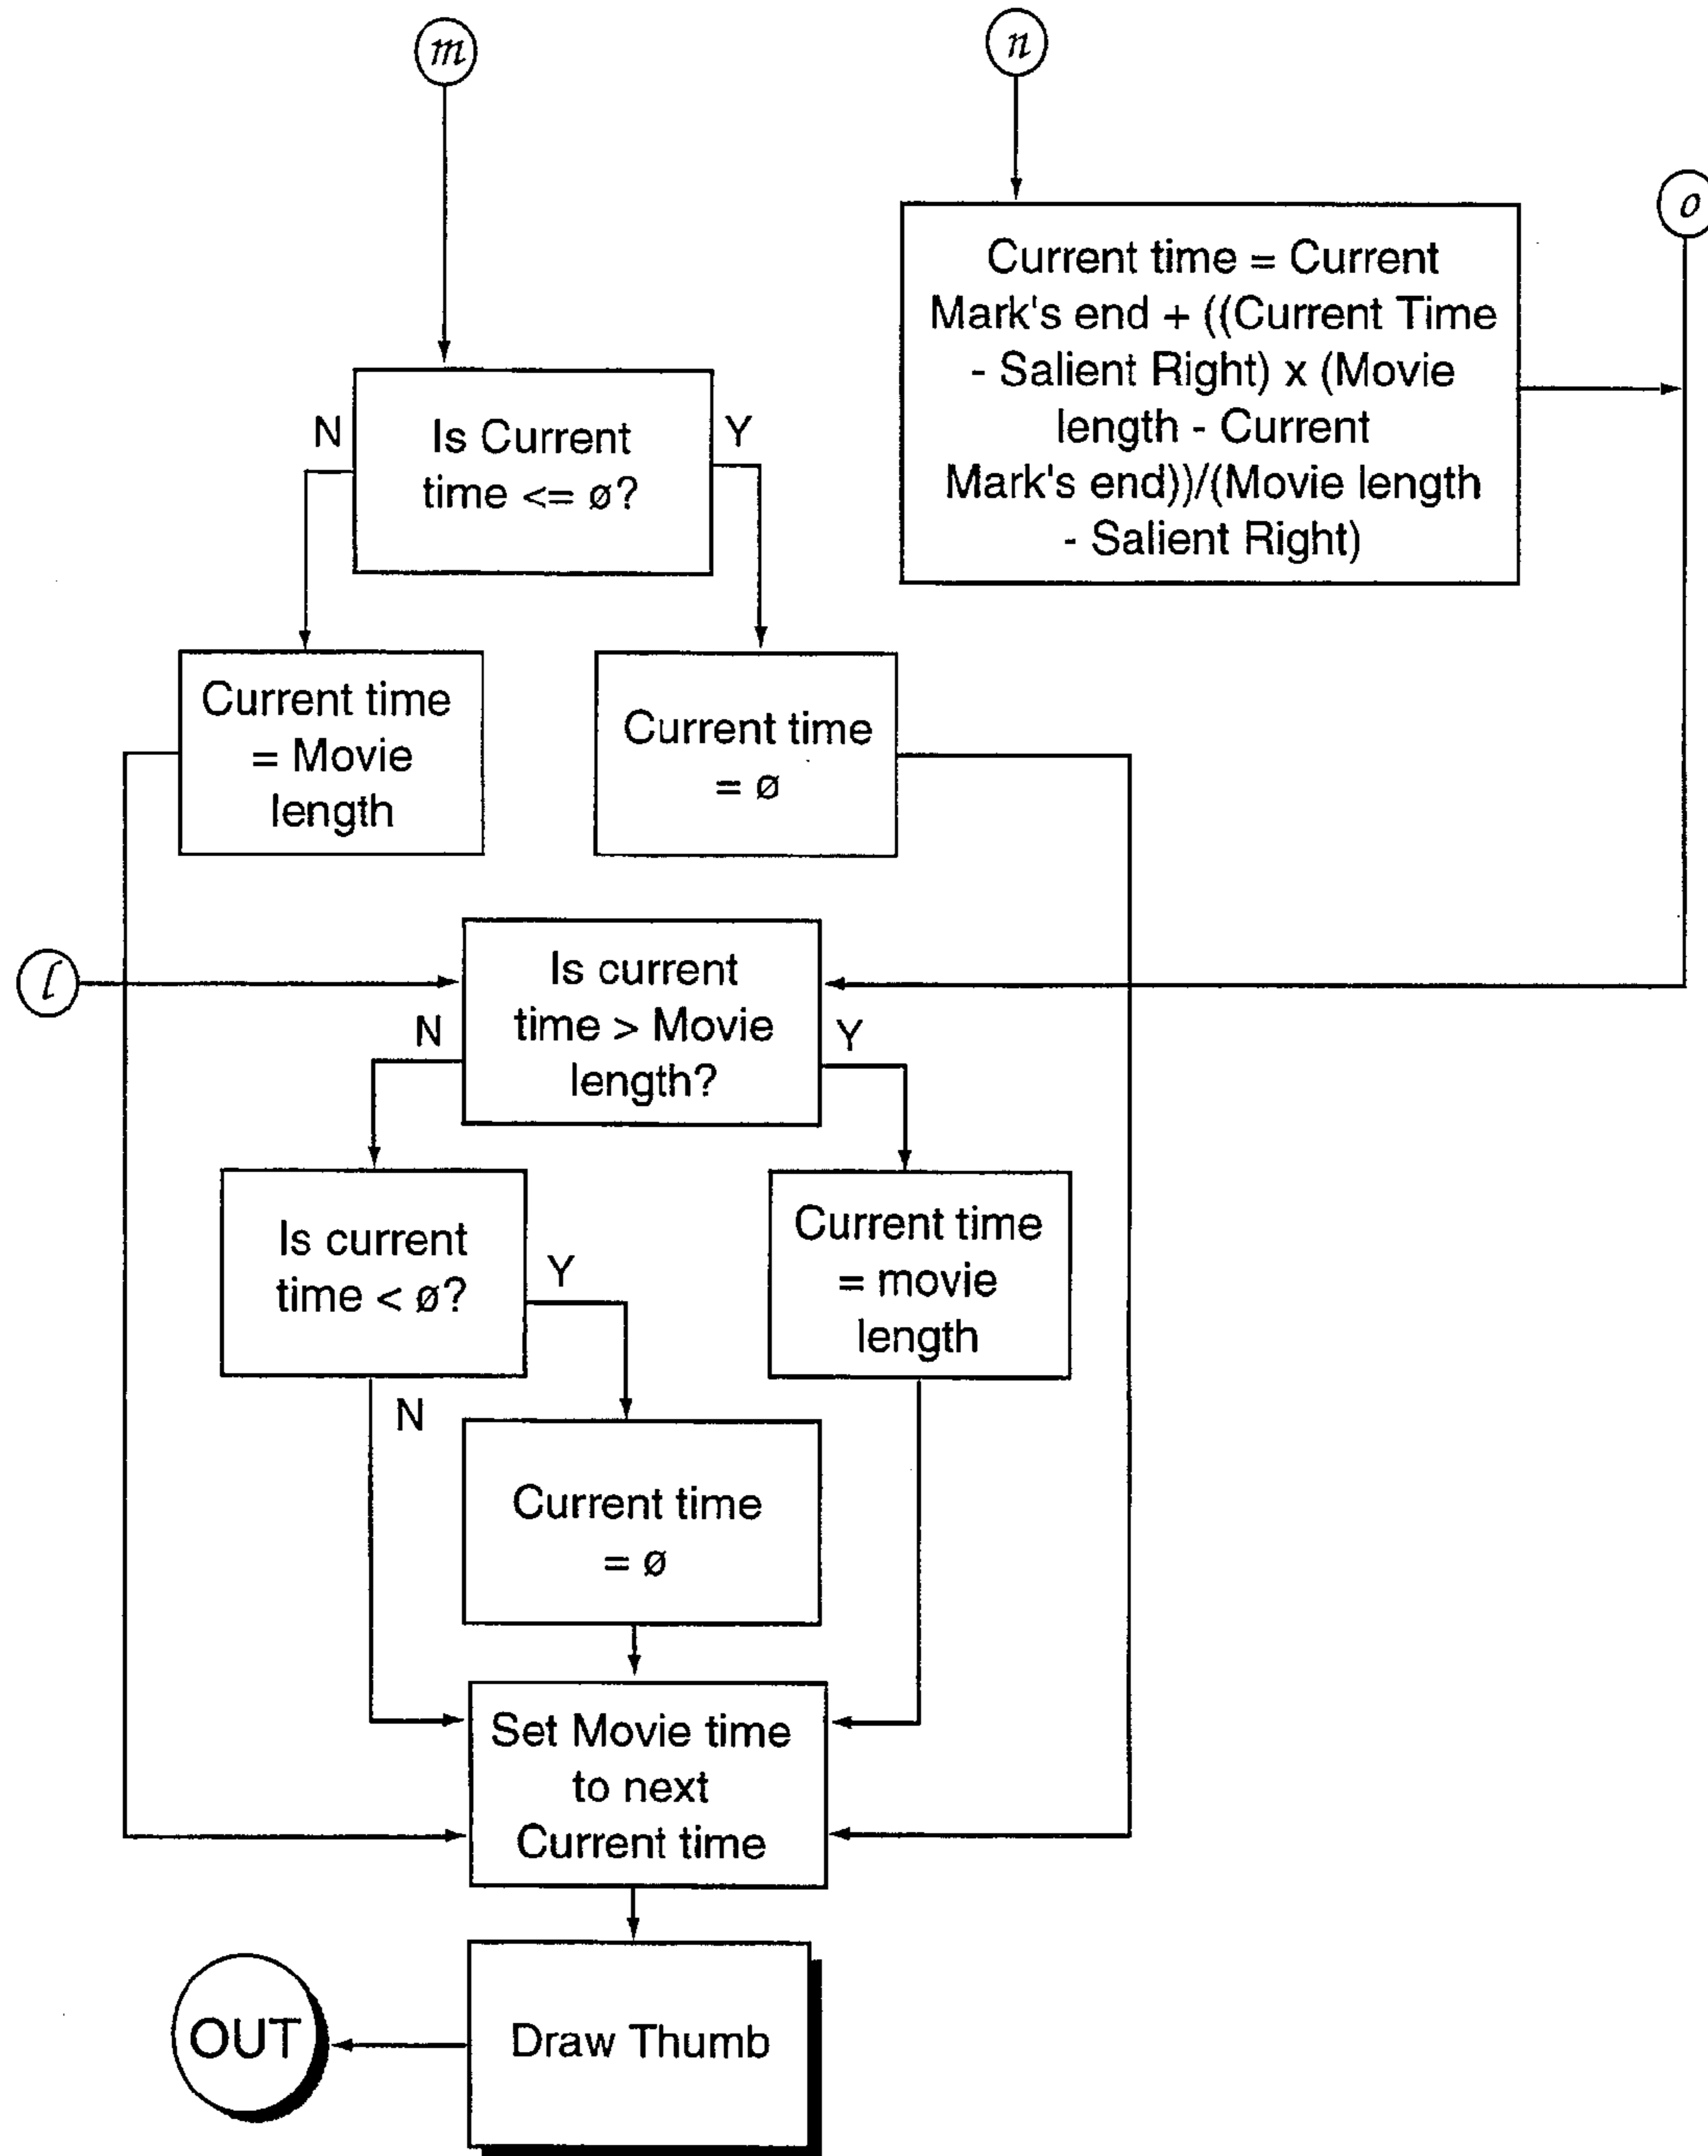 m
n
o
Current time = Current
Mark's end + ((Current Time
- Salient Right) x (Movie
length - Current
Mark's end))/(Movie length
- Salient Right)
N
Y
Is Current
time <= ø?
Current time
= Movie
length
Current time
= ø
l
Is current
time > Movie
length?
N
Y
Is current
time < ø?
Y
N
Current time
= movie
length
Current time
= ø
Set Movie time
to next
Current time
Draw Thumb
OUT